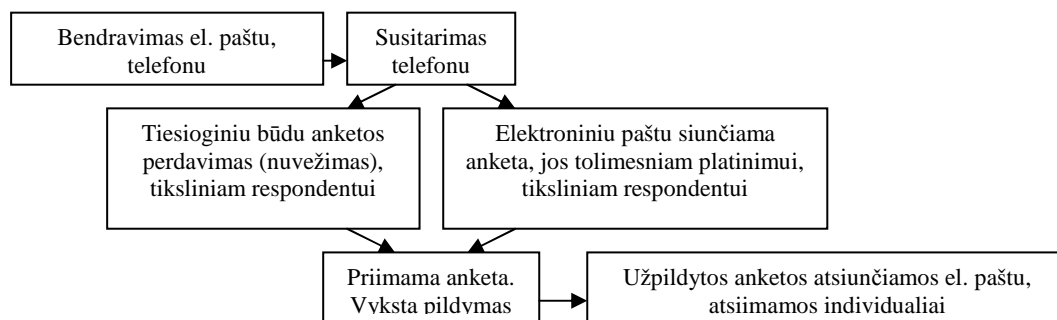 Bendravimas el. paštu,
telefonu
Susitarimas
telefonu
Tiesioginiu būdu anketos
perdavimas (nuvežimas),
tiksliniam respondentui
Elektroniniu paštu siunčiama
anketa, jos tolimesniam platinimui,
tiksliniam respondentui
Priimama anketa.
Vyksta pildymas
Užpildytos anketos atsiunčiamos el. paštu,
atsiimamos individualiai